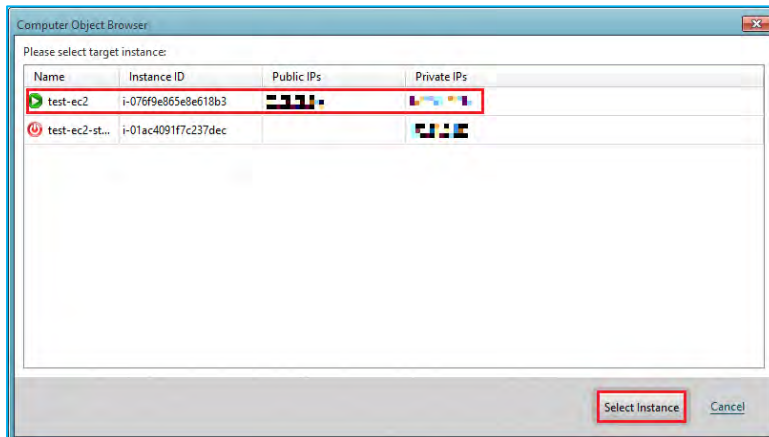 Computer Object Browser
Please select target instance:
Name Instance ID Public IPs Private IPs
test-ec2 i-076f9e865e8e618b3
test-ec2-st... i-01ac4091f7c237dec
Select Instance Cancel